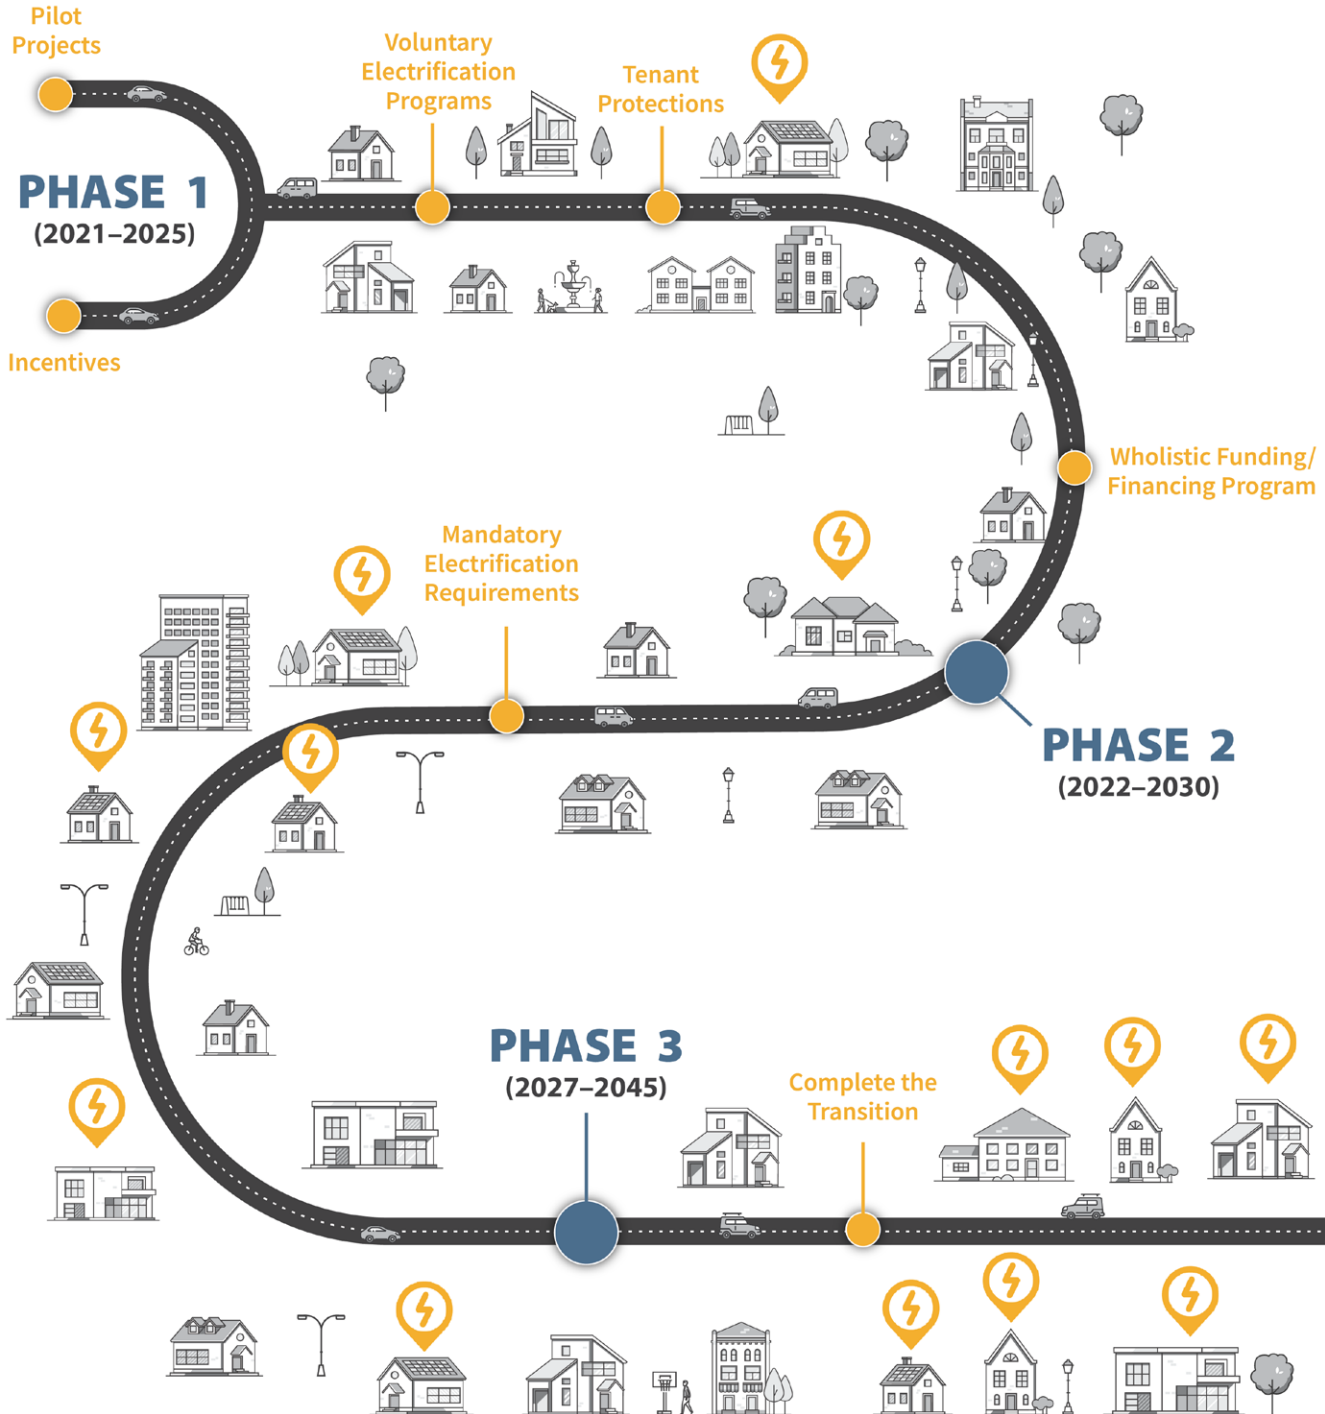 Pilot
Projects
Voluntary
Electrification
Programs
Tenant
Protections
PHASE 1
(2021–2025)
Incentives
Wholistic Funding/
Financing Program
Mandatory
Electrification
Requirements
PHASE 2
(2022–2030)
PHASE 3
(2027–2045)
Complete the
Transition